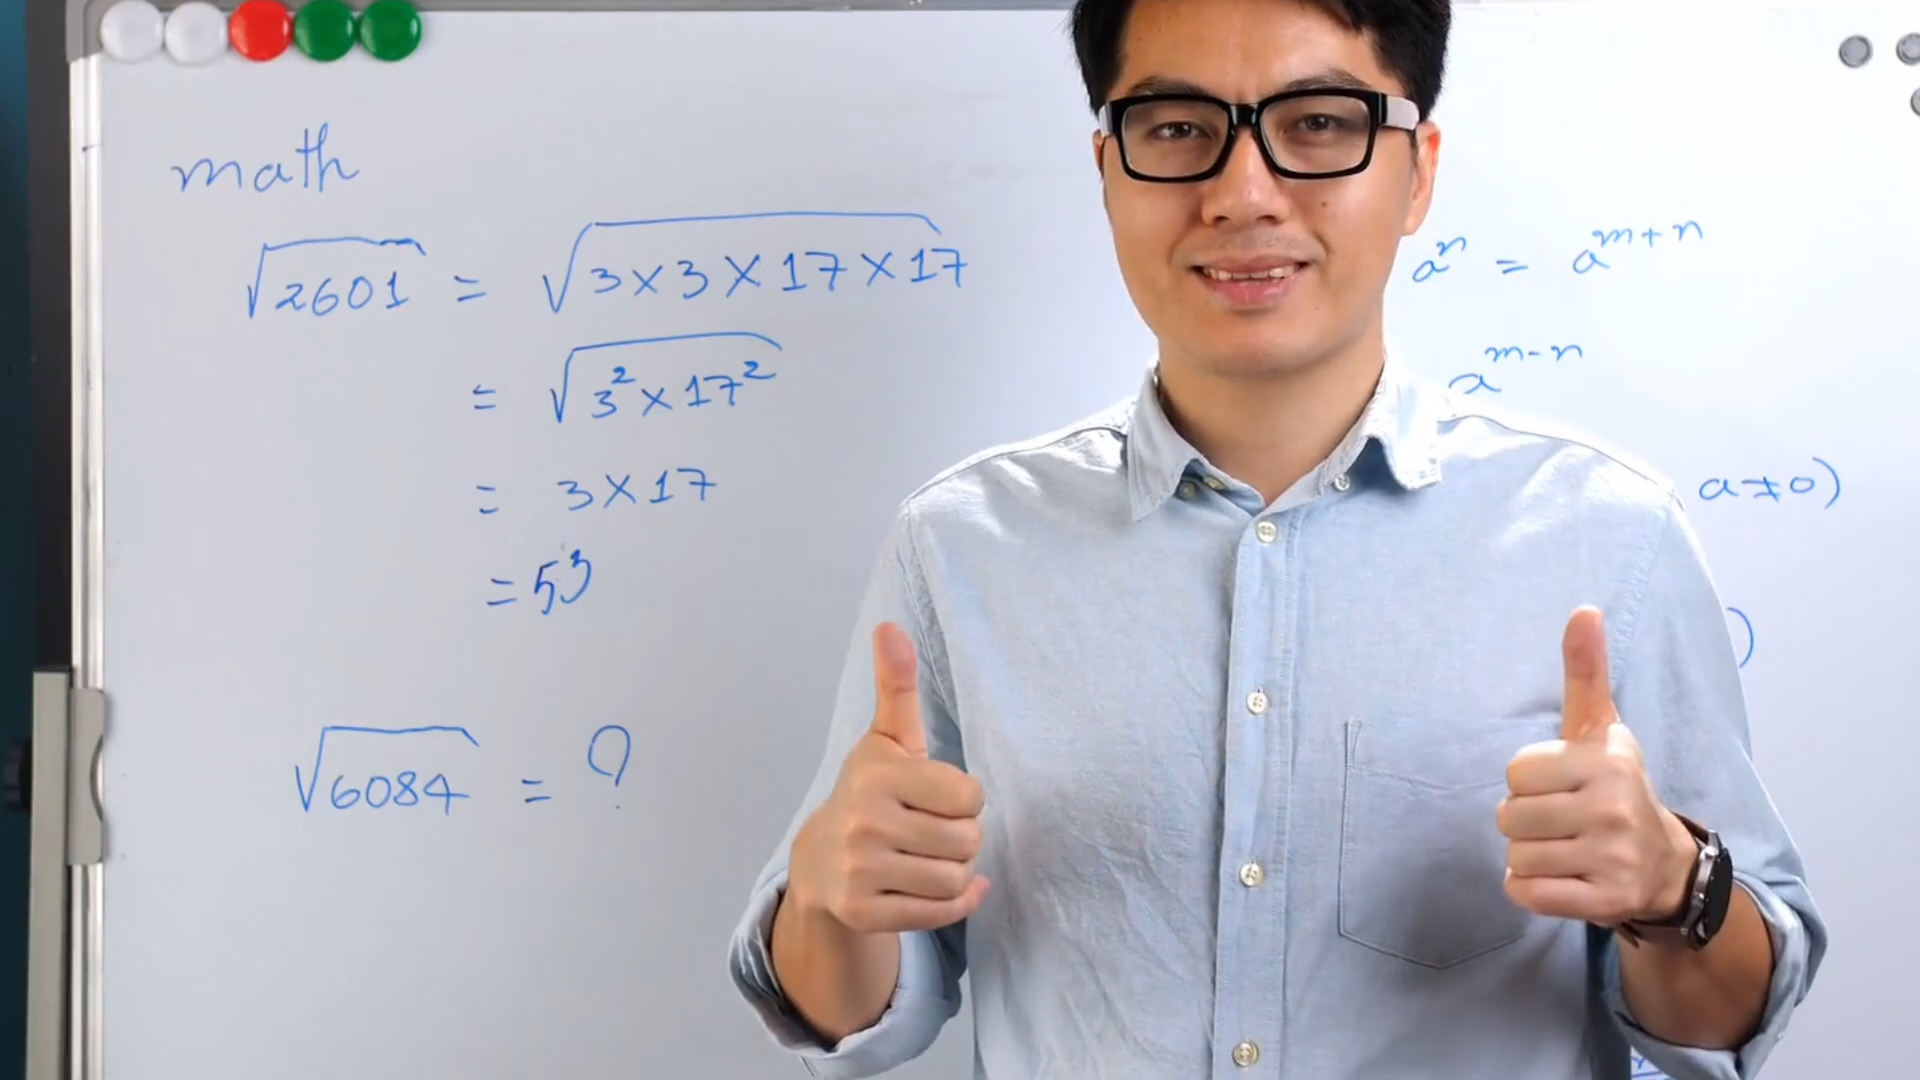 math
√2601 = √3×3×17×17
= √3²×17²
= 3×17
= 53
√6084 = ?
aⁿ = aᵐ⁺ⁿ
aᵐ⁻ⁿ
a≠0)
)